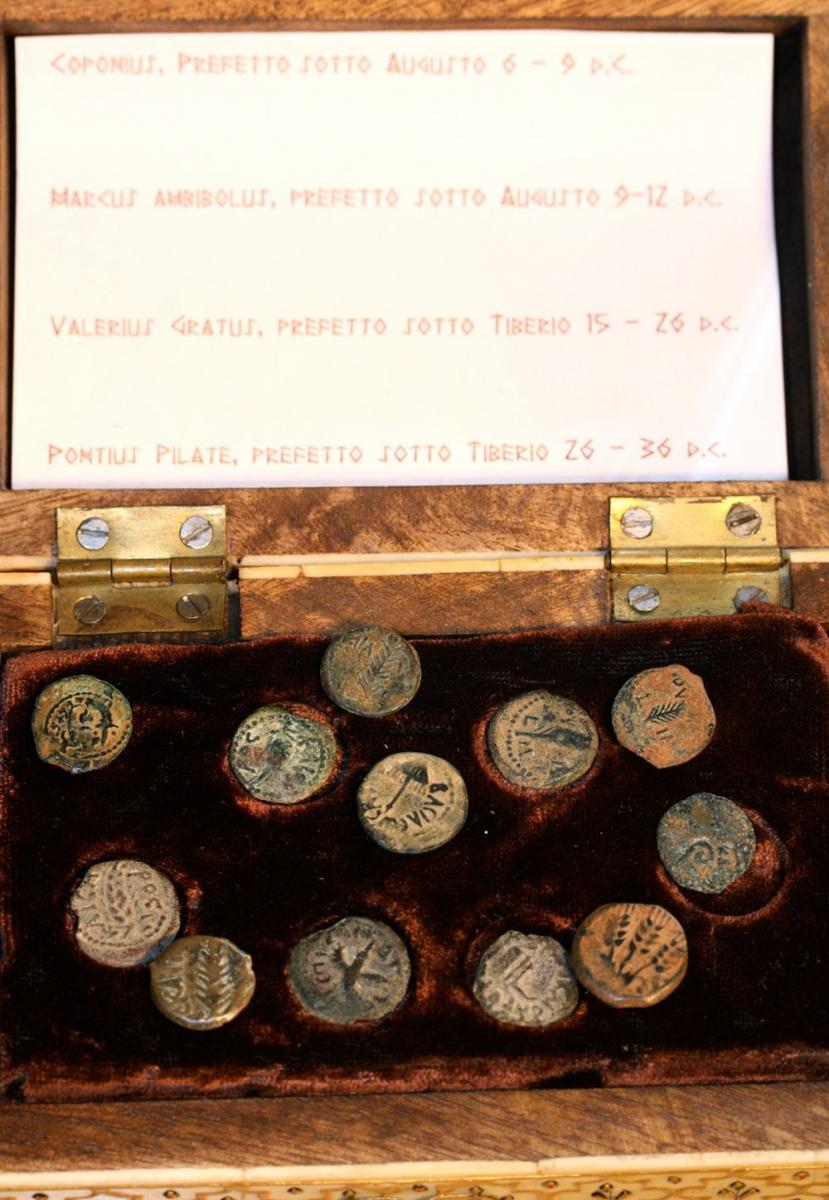 Coponius, Prefetto sotto Augusto 6 – 9 d.C.
Marcus ambibolus, prefetto sotto Augusto 9-12 d.C.
Valerius Gratus, prefetto sotto Tiberio 15 – 26 d.C.
Pontius Pilate, prefetto sotto Tiberio 26 – 36 d.C.